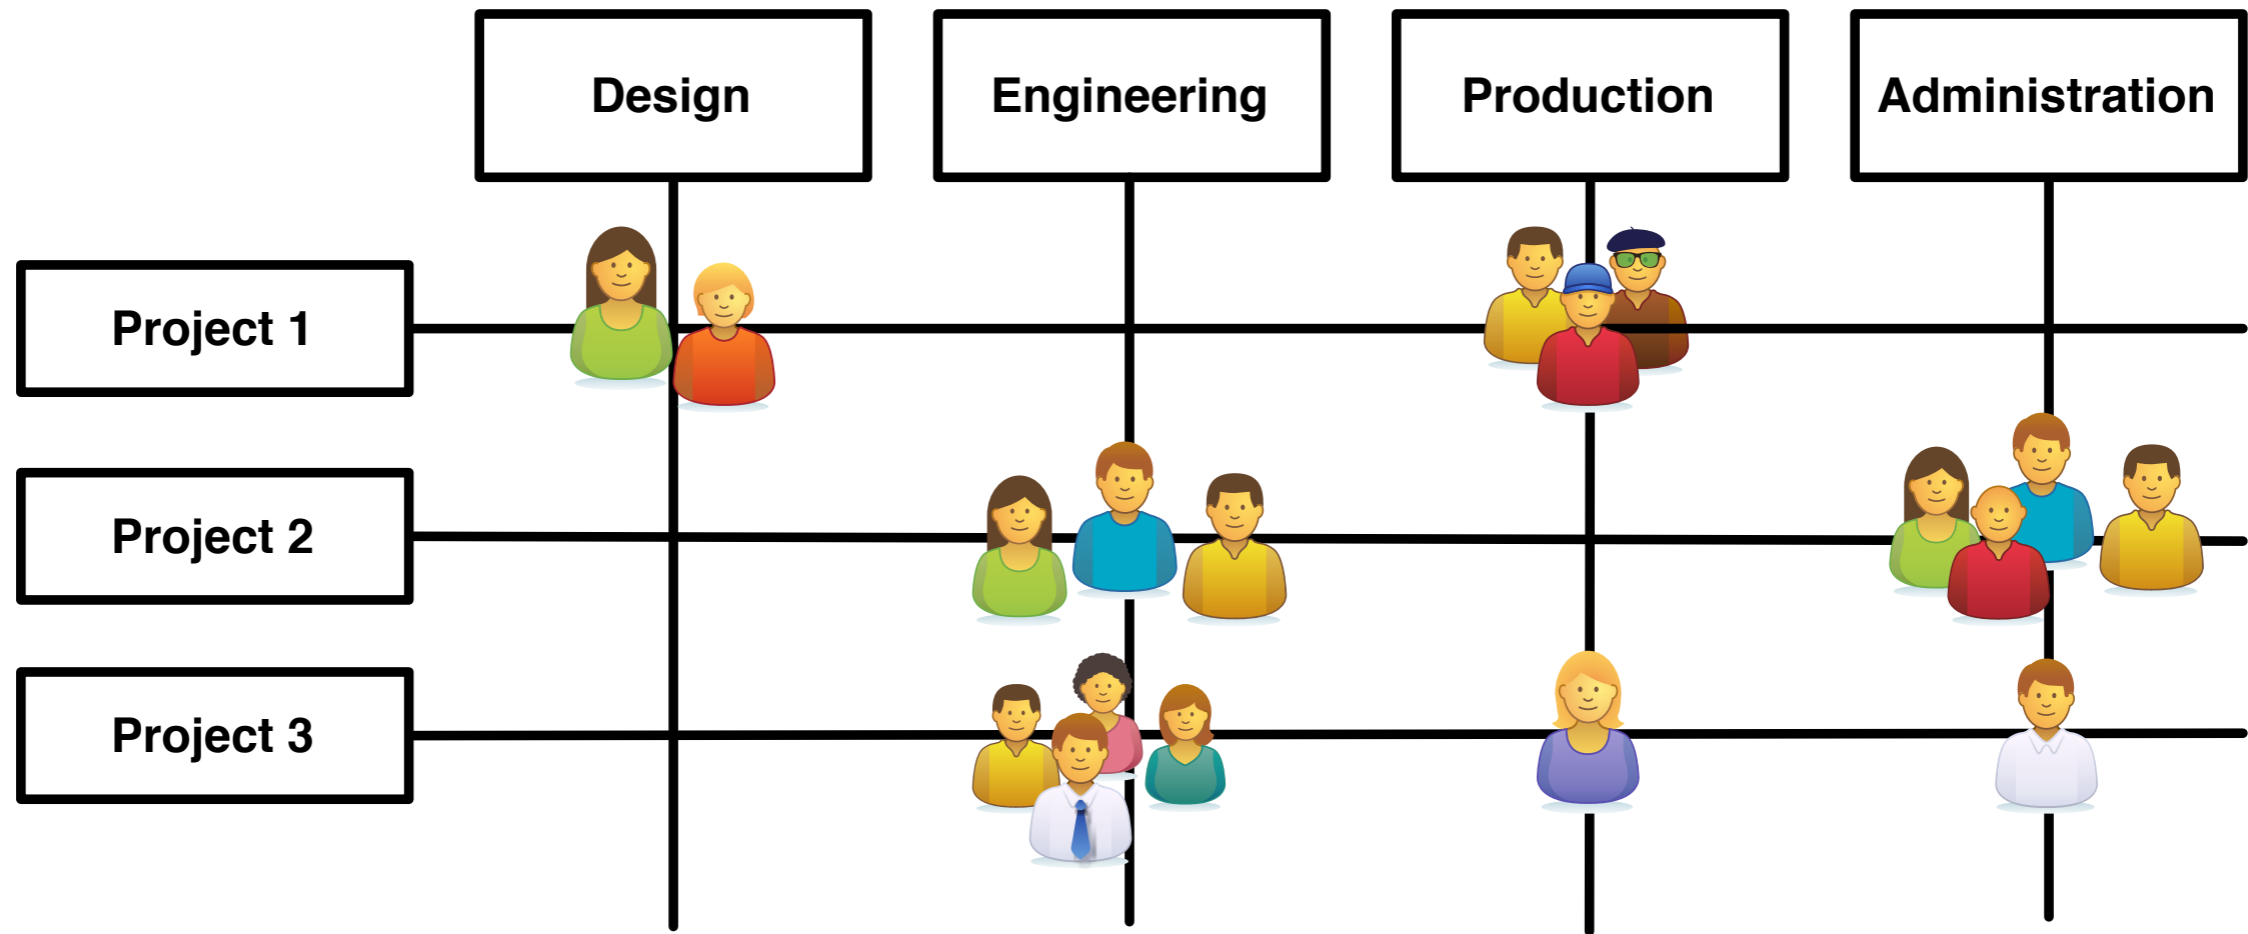 Design
Engineering
Production
Administration
Project 1
Project 2
Project 3